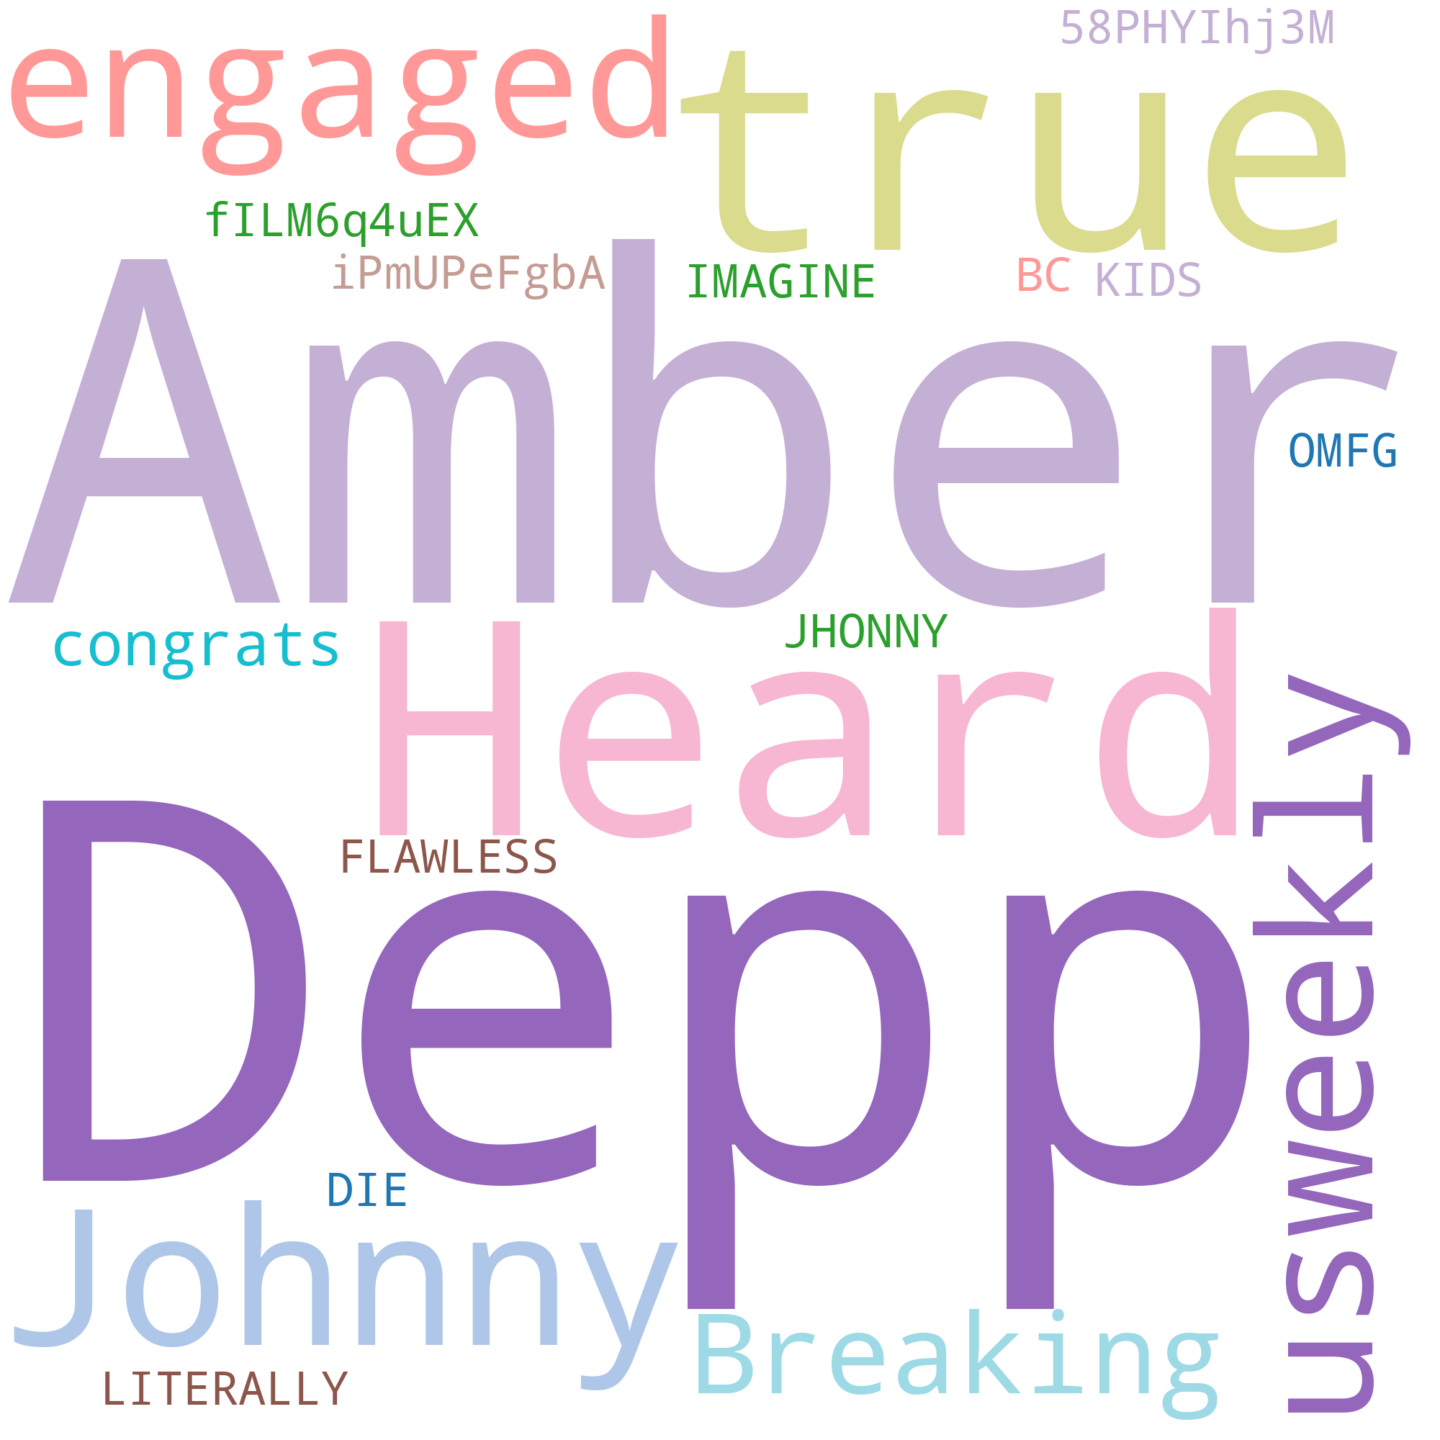 58PHYIhj3M
engaged
true
fILM6q4uEX
iPmUPeFgbA
IMAGINE
BC
KIDS
Amber
OMFG
congrats
JHONNY
Heard
usweekly
FLAWLESS
Depp
DIE
Johnny
Breaking
LITERALLY